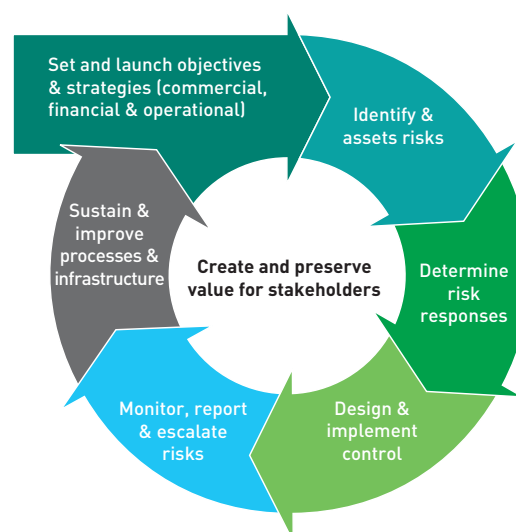 Set and launch objectives
& strategies (commercial,
financial & operational)
Identify &
assets risks
Determine
risk
responses
Design &
implement
control
Monitor, report
& escalate
risks
Sustain &
improve
processes &
infrastructure
Create and preserve
value for stakeholders